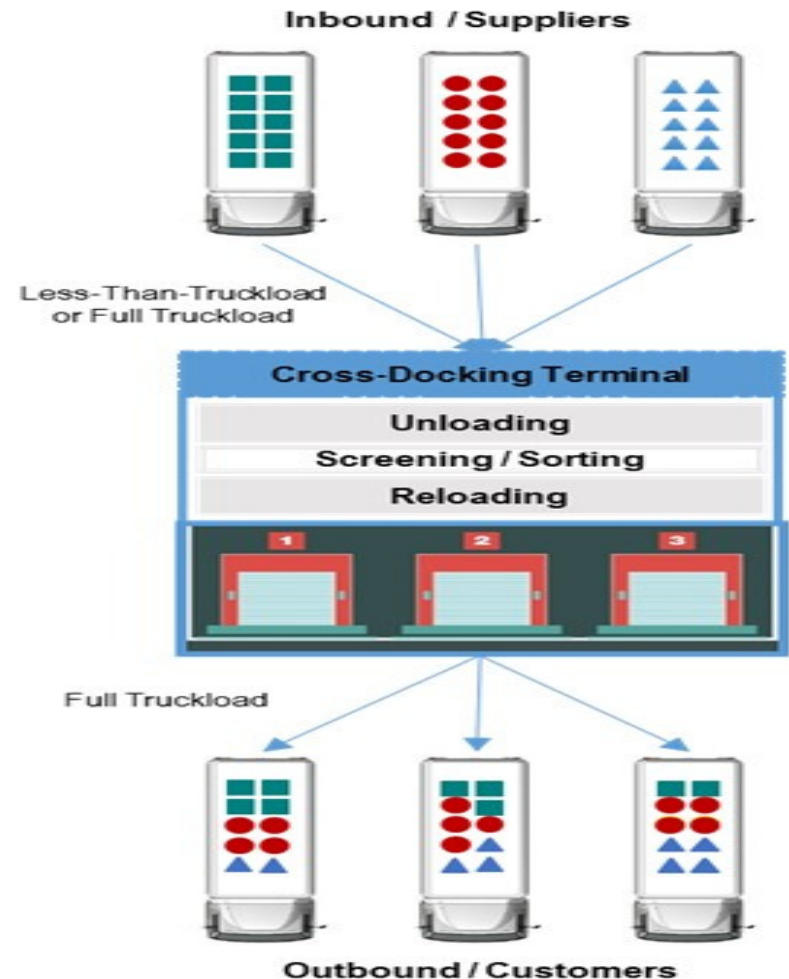 Inbound / Suppliers
Less-Than-Truckload
or Full Truckload
Cross-Docking Terminal
Unloading
Screening / Sorting
Reloading
1 2 3
Full Truckload
Outbound / Customers